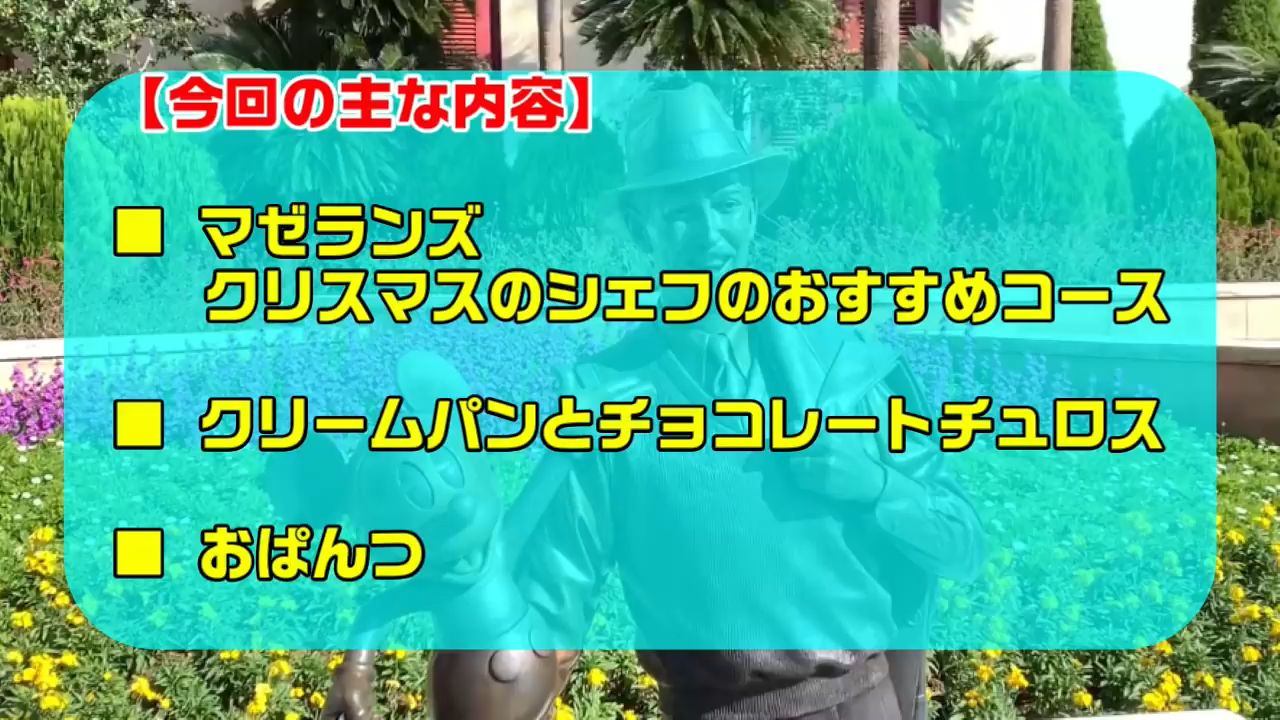 【今回の主な内容】
■ マゼランズ
クリスマスのシェフのおすすめコース
■ クリームパンとチョコレートチュロス
■ おぱんつ